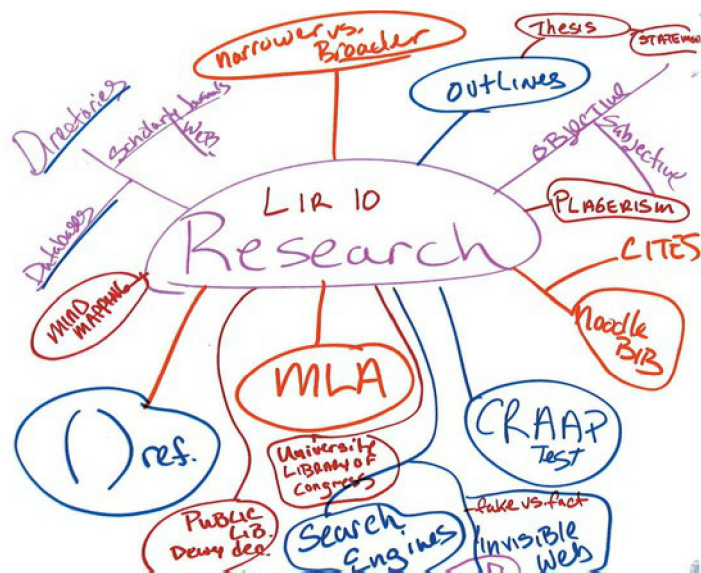 narrower vs.
Broader
Thesis
STATEMEN
OUTLINES
Directories
Scholarly Journals
Web
OBJECTIVE
Subjective
Databases
LIR 10
Research
PLAGERISM
CITES
MIND
MAPPING
Noodle
BIB
MLA
( ) ref.
CRAAP
Test
University
LIBRARY OF
Congress
PUBLIC
LIB.
Dewy dec.
Search
Engines
fake vs. fact
Invisible
Web